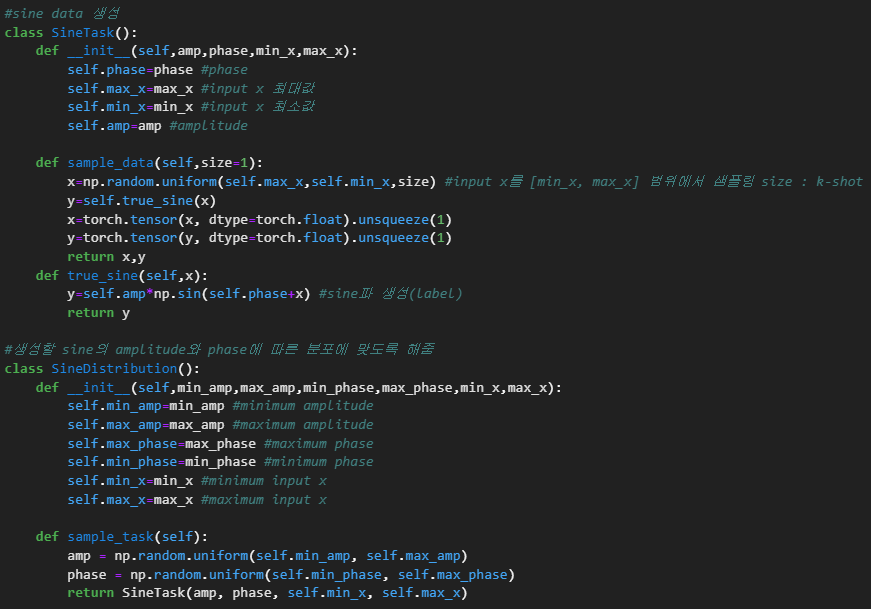 #sine data 생성
class SineTask():
    def __init__(self,amp,phase,min_x,max_x):
        self.phase=phase #phase
        self.max_x=max_x #input x 최대값
        self.min_x=min_x #input x 최소값
        self.amp=amp #amplitude

    def sample_data(self,size=1):
        x=np.random.uniform(self.max_x,self.min_x,size) #input x를 [min_x, max_x] 범위에서 샘플링 size : k-shot
        y=self.true_sine(x)
        x=torch.tensor(x, dtype=torch.float).unsqueeze(1)
        y=torch.tensor(y, dtype=torch.float).unsqueeze(1)
        return x,y
    def true_sine(self,x):
        y=self.amp*np.sin(self.phase+x) #sine파 생성(label)
        return y

#생성할 sine의 amplitude와 phase에 따른 분포에 맞도록 해줌
class SineDistribution():
    def __init__(self,min_amp,max_amp,min_phase,max_phase,min_x,max_x):
        self.min_amp=min_amp #minimum amplitude
        self.max_amp=max_amp #maximum amplitude
        self.max_phase=max_phase #maximum phase
        self.min_phase=min_phase #minimum phase
        self.min_x=min_x #minimum input x
        self.max_x=max_x #maximum input x

    def sample_task(self):
        amp = np.random.uniform(self.min_amp, self.max_amp)
        phase = np.random.uniform(self.min_phase, self.max_phase)
        return SineTask(amp, phase, self.min_x, self.max_x)